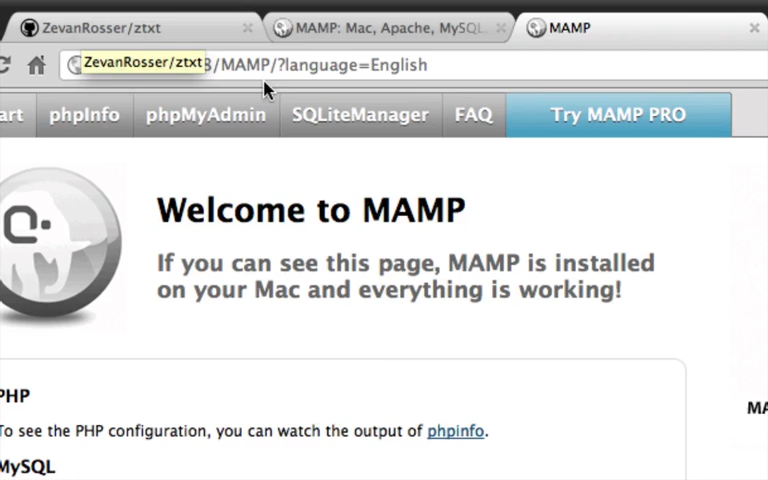 ZevanRosser/ztxt
MAMP: Mac, Apache, MySQL
MAMP
ZevanRosser/ztxt
8/MAMP/?language=English
art
phpInfo
phpMyAdmin
SQLiteManager
FAQ
Try MAMP PRO
Welcome to MAMP
If you can see this page, MAMP is installed
on your Mac and everything is working!
PHP
To see the PHP configuration, you can watch the output of phpinfo.
MA
MySQL